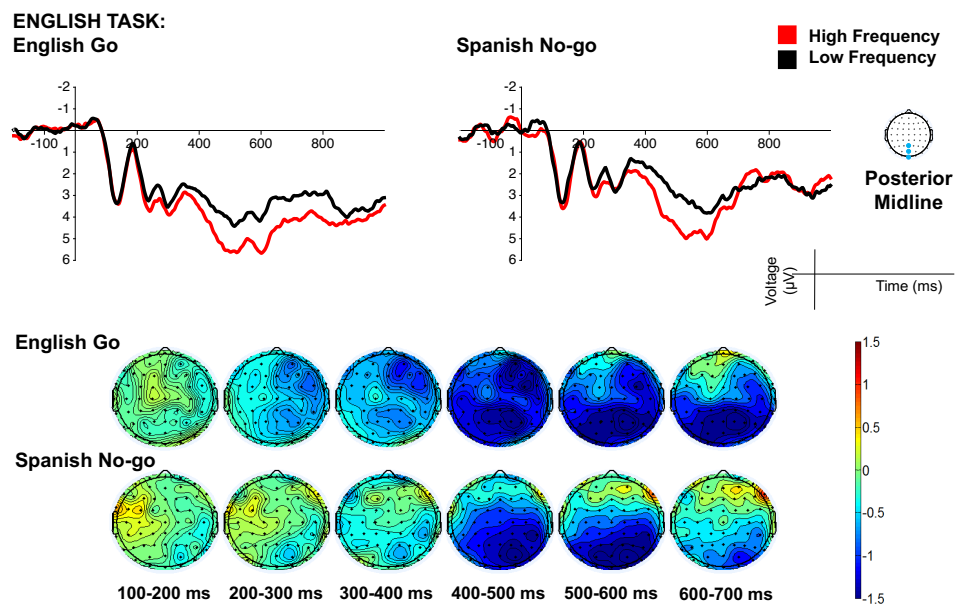 ENGLISH TASK:
English Go
Spanish No-go
High Frequency
Low Frequency
-2
-1
-100
200
400
600
800
1
2
3
4
5
6
-2
-1
-100
200
400
600
800
1
2
3
4
5
6
Posterior
Midline
Voltage
(µV)
Time (ms)
English Go
Spanish No-go
100-200 ms
200-300 ms
300-400 ms
400-500 ms
500-600 ms
600-700 ms
1.5
1
0.5
0
-0.5
-1
-1.5